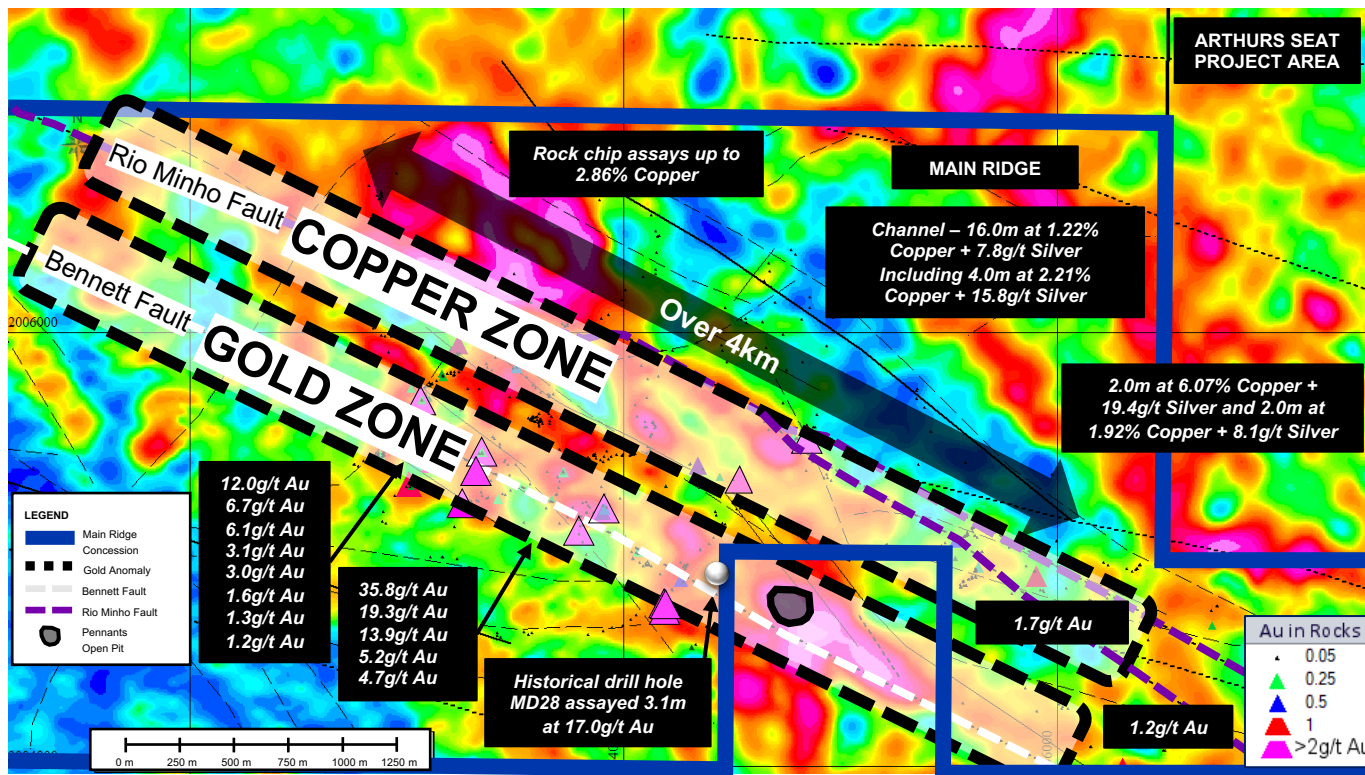 ARTHURS SEAT
PROJECT AREA
N
Rock chip assays up to
2.86% Copper
MAIN RIDGE
Rio Minho Fault
COPPER ZONE
Channel – 16.0m at 1.22%
Copper + 7.8g/t Silver
Including 4.0m at 2.21%
Copper + 15.8g/t Silver
Bennett Fault
GOLD ZONE
Over 4km
2006000
2.0m at 6.07% Copper +
19.4g/t Silver and 2.0m at
1.92% Copper + 8.1g/t Silver
12.0g/t Au
6.7g/t Au
6.1g/t Au
3.1g/t Au
3.0g/t Au
1.6g/t Au
1.3g/t Au
1.2g/t Au
35.8g/t Au
19.3g/t Au
13.9g/t Au
5.2g/t Au
4.7g/t Au
Historical drill hole
MD28 assayed 3.1m
at 17.0g/t Au
1.7g/t Au
1.2g/t Au
LEGEND
Main Ridge
Concession
Gold Anomaly
Bennett Fault
Rio Minho Fault
Pennants
Open Pit
Au in Rocks
0.05
0.25
0.5
1
>2g/t Au
0 m 250 m 500 m 750 m 1000 m 1250 m